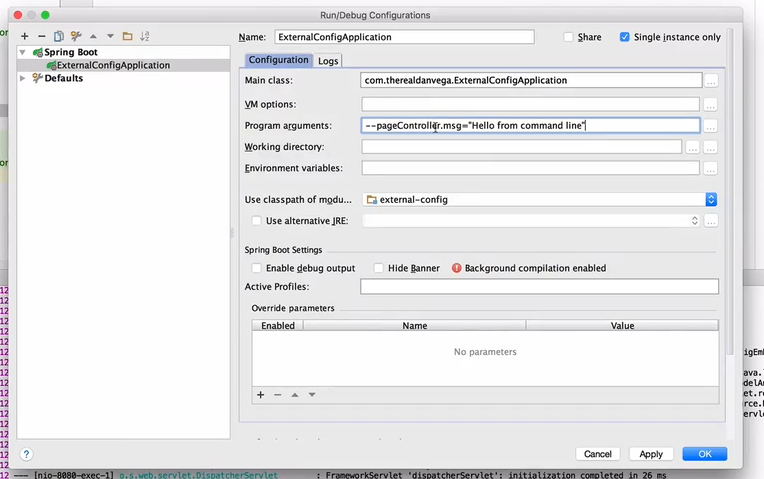 Run/Debug Configurations
Name: ExternalConfigApplication Share Single instance only
Spring Boot
ExternalConfigApplication
Defaults
Configuration Logs
Main class: com.therealdanvega.ExternalConfigApplication
VM options:
Program arguments: --pageController.msg="Hello from command line"
Working directory:
Environment variables:
Use classpath of modu... external-config
Use alternative JRE:
Spring Boot Settings
Enable debug output Hide Banner Background compilation enabled
Active Profiles:
Override parameters
Enabled Name Value
No parameters
? Cancel Apply OK
--- [nio-8080-exec-1] o.s.web.servlet.DispatcherServlet : FrameworkServlet 'dispatcherServlet': initialization completed in 26 ms